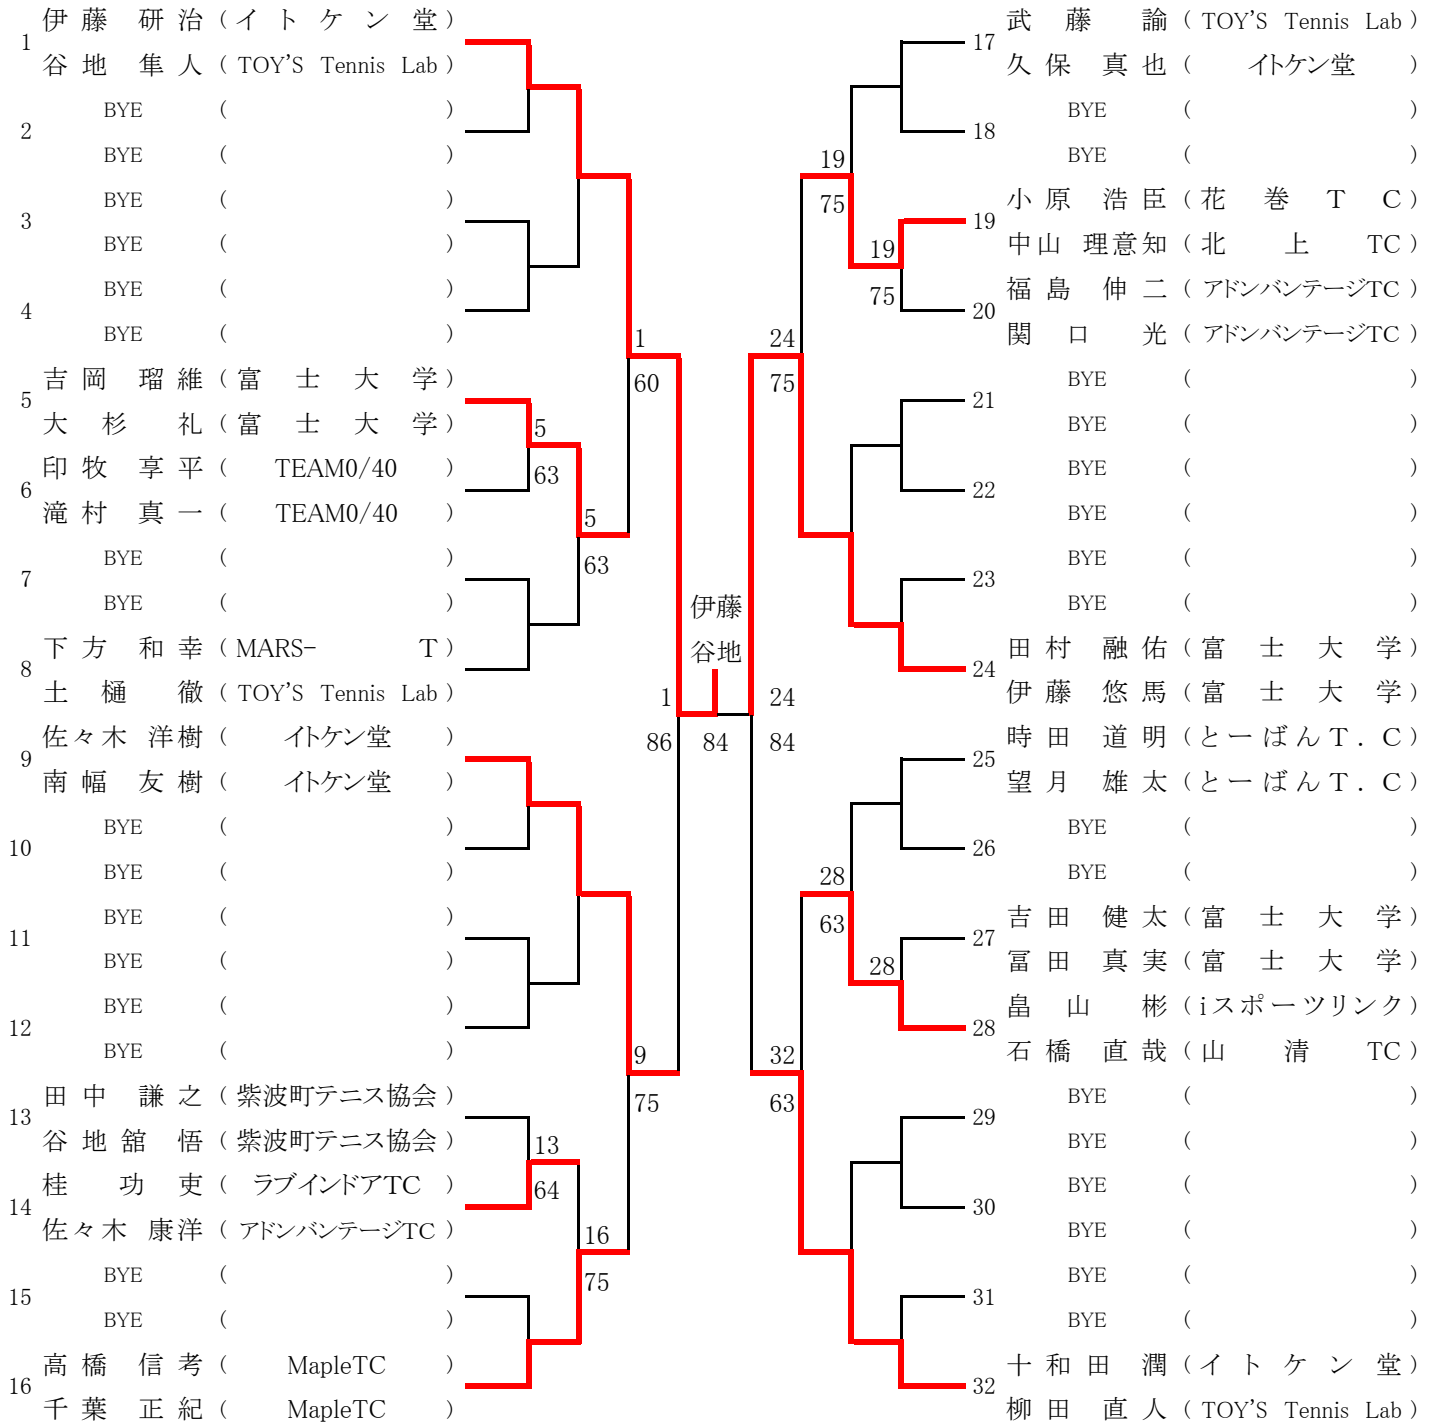 1
伊藤 研治 ( イトケン堂 )
谷地 隼人 ( TOY'S Tennis Lab )
2
BYE ( )
BYE ( )
3
BYE ( )
BYE ( )
4
BYE ( )
BYE ( )
5
吉岡 瑠維 ( 富士大学 )
大杉 礼 ( 富士大学 )
6
印牧 享平 ( TEAM0/40 )
滝村 真一 ( TEAM0/40 )
7
BYE ( )
BYE ( )
8
下方 和幸 ( MARS- T )
土樋 徹 ( TOY'S Tennis Lab )
9
佐々木 洋樹 ( イトケン堂 )
南幅 友樹 ( イトケン堂 )
10
BYE ( )
BYE ( )
11
BYE ( )
BYE ( )
12
BYE ( )
BYE ( )
13
田中 謙之 ( 紫波町テニス協会 )
谷地舘 悟 ( 紫波町テニス協会 )
14
桂 功吏 ( ラブインドアTC )
佐々木 康洋 ( アドンバンテージTC )
15
BYE ( )
BYE ( )
16
高橋 信考 ( MapleTC )
千葉 正紀 ( MapleTC )
5
63
13
64
5
63
16
75
1
60
9
75
1
86
伊藤
谷地
84
24
84
24
75
32
63
19
75
28
63
19
75
28
17
武藤 諭 ( TOY'S Tennis Lab )
久保 真也 ( イトケン堂 )
18
BYE ( )
BYE ( )
19
小原 浩臣 ( 花巻TC )
中山 理意知 ( 北上TC )
20
福島 伸二 ( アドンバンテージTC )
関口 光 ( アドンバンテージTC )
21
BYE ( )
BYE ( )
22
BYE ( )
BYE ( )
23
BYE ( )
BYE ( )
24
田村 融佑 ( 富士大学 )
伊藤 悠馬 ( 富士大学 )
25
時田 道明 ( とーばんT.C )
望月 雄太 ( とーばんT.C )
26
BYE ( )
BYE ( )
27
吉田 健太 ( 富士大学 )
冨田 真実 ( 富士大学 )
28
畠山 彬 ( iスポーツリンク )
石橋 直哉 ( 山清TC )
29
BYE ( )
BYE ( )
30
BYE ( )
BYE ( )
31
BYE ( )
BYE ( )
32
十和田 潤 ( イトケン堂 )
柳田 直人 ( TOY'S Tennis Lab )